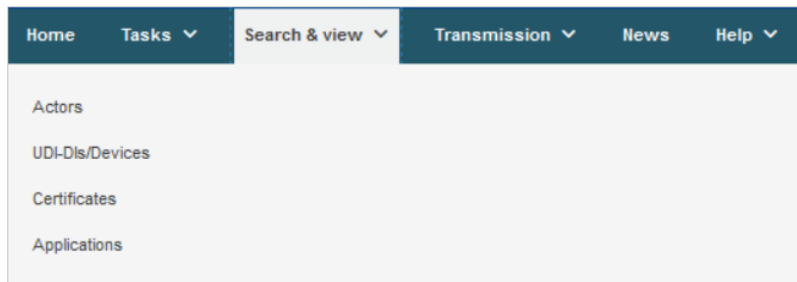 Home Tasks Search & view Transmission News Help
Actors
UDI-DIs/Devices
Certificates
Applications